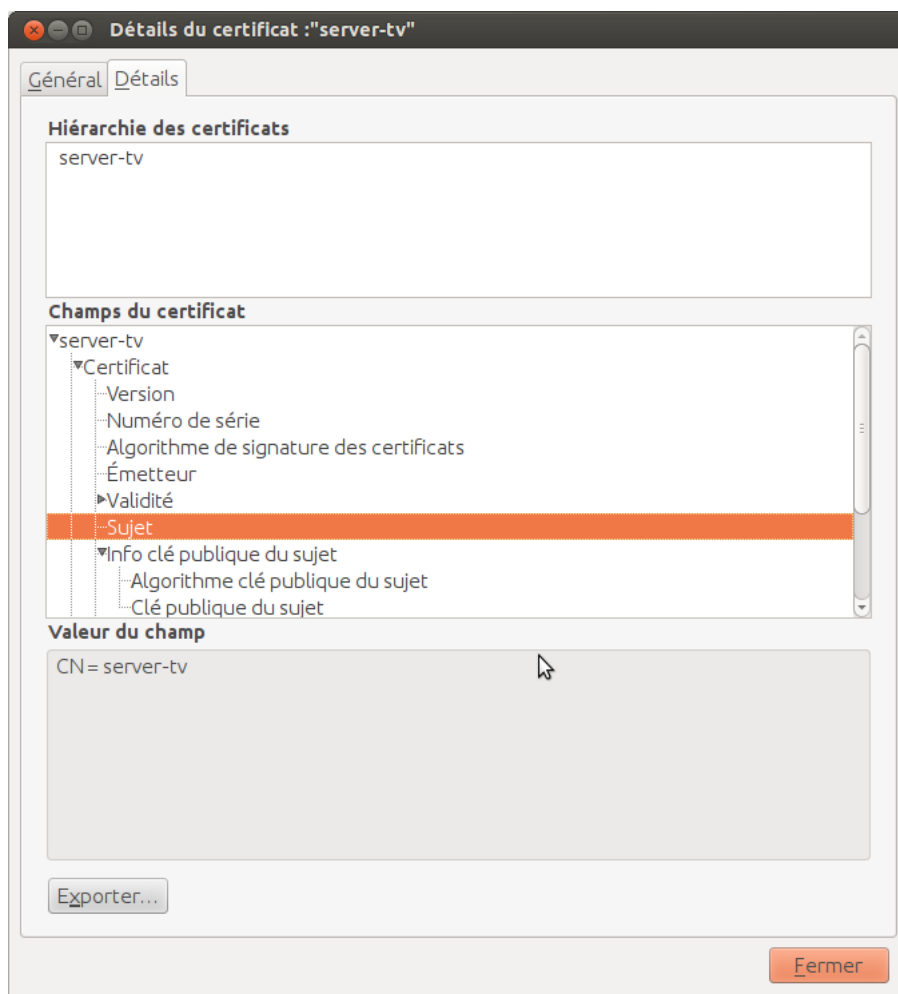 Détails du certificat :"server-tv"
Général Détails
Hiérarchie des certificats
server-tv
Champs du certificat
server-tv
Certificat
Version
Numéro de série
Algorithme de signature des certificats
Émetteur
Validité
Sujet
Info clé publique du sujet
Algorithme clé publique du sujet
Clé publique du sujet
Valeur du champ
CN = server-tv
Exporter...
Fermer